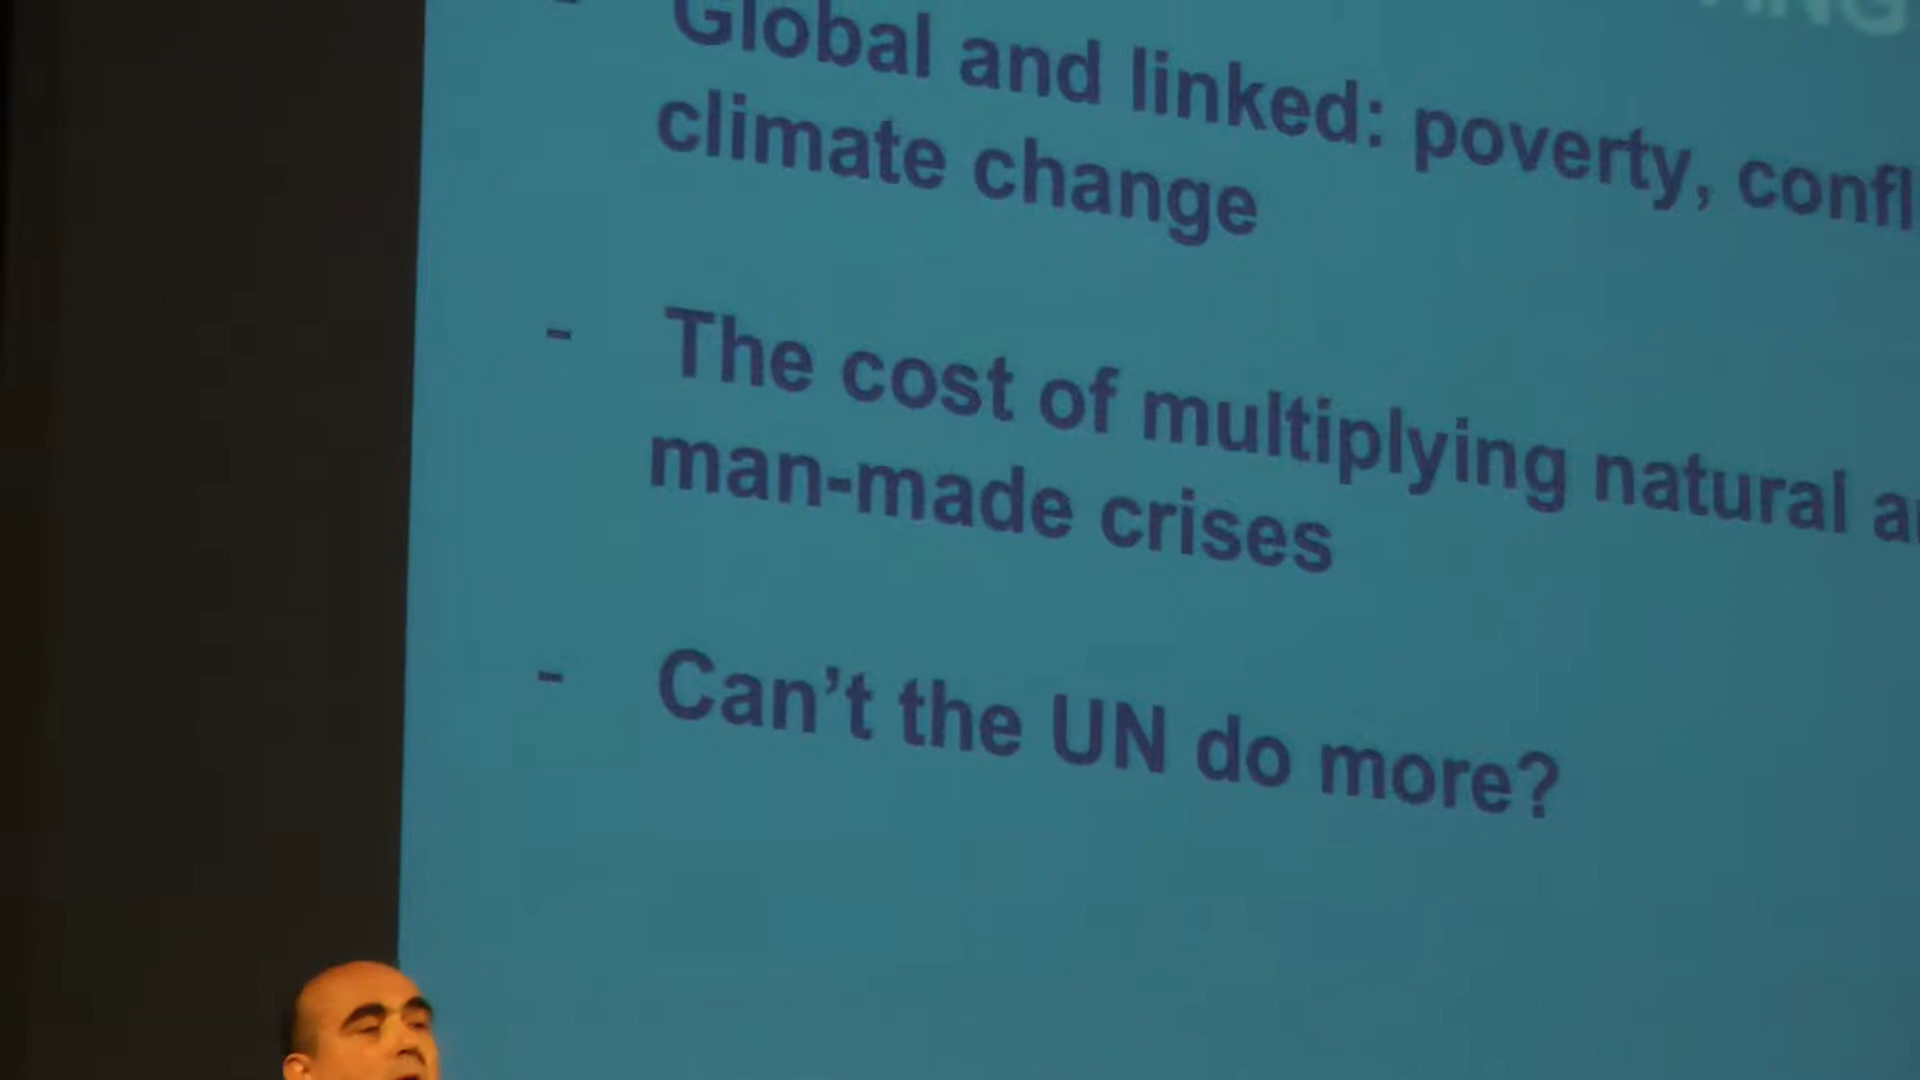 - Global and linked: poverty,
climate change
- The cost of multiplying natural
man-made crises
- Can’t the UN do more?